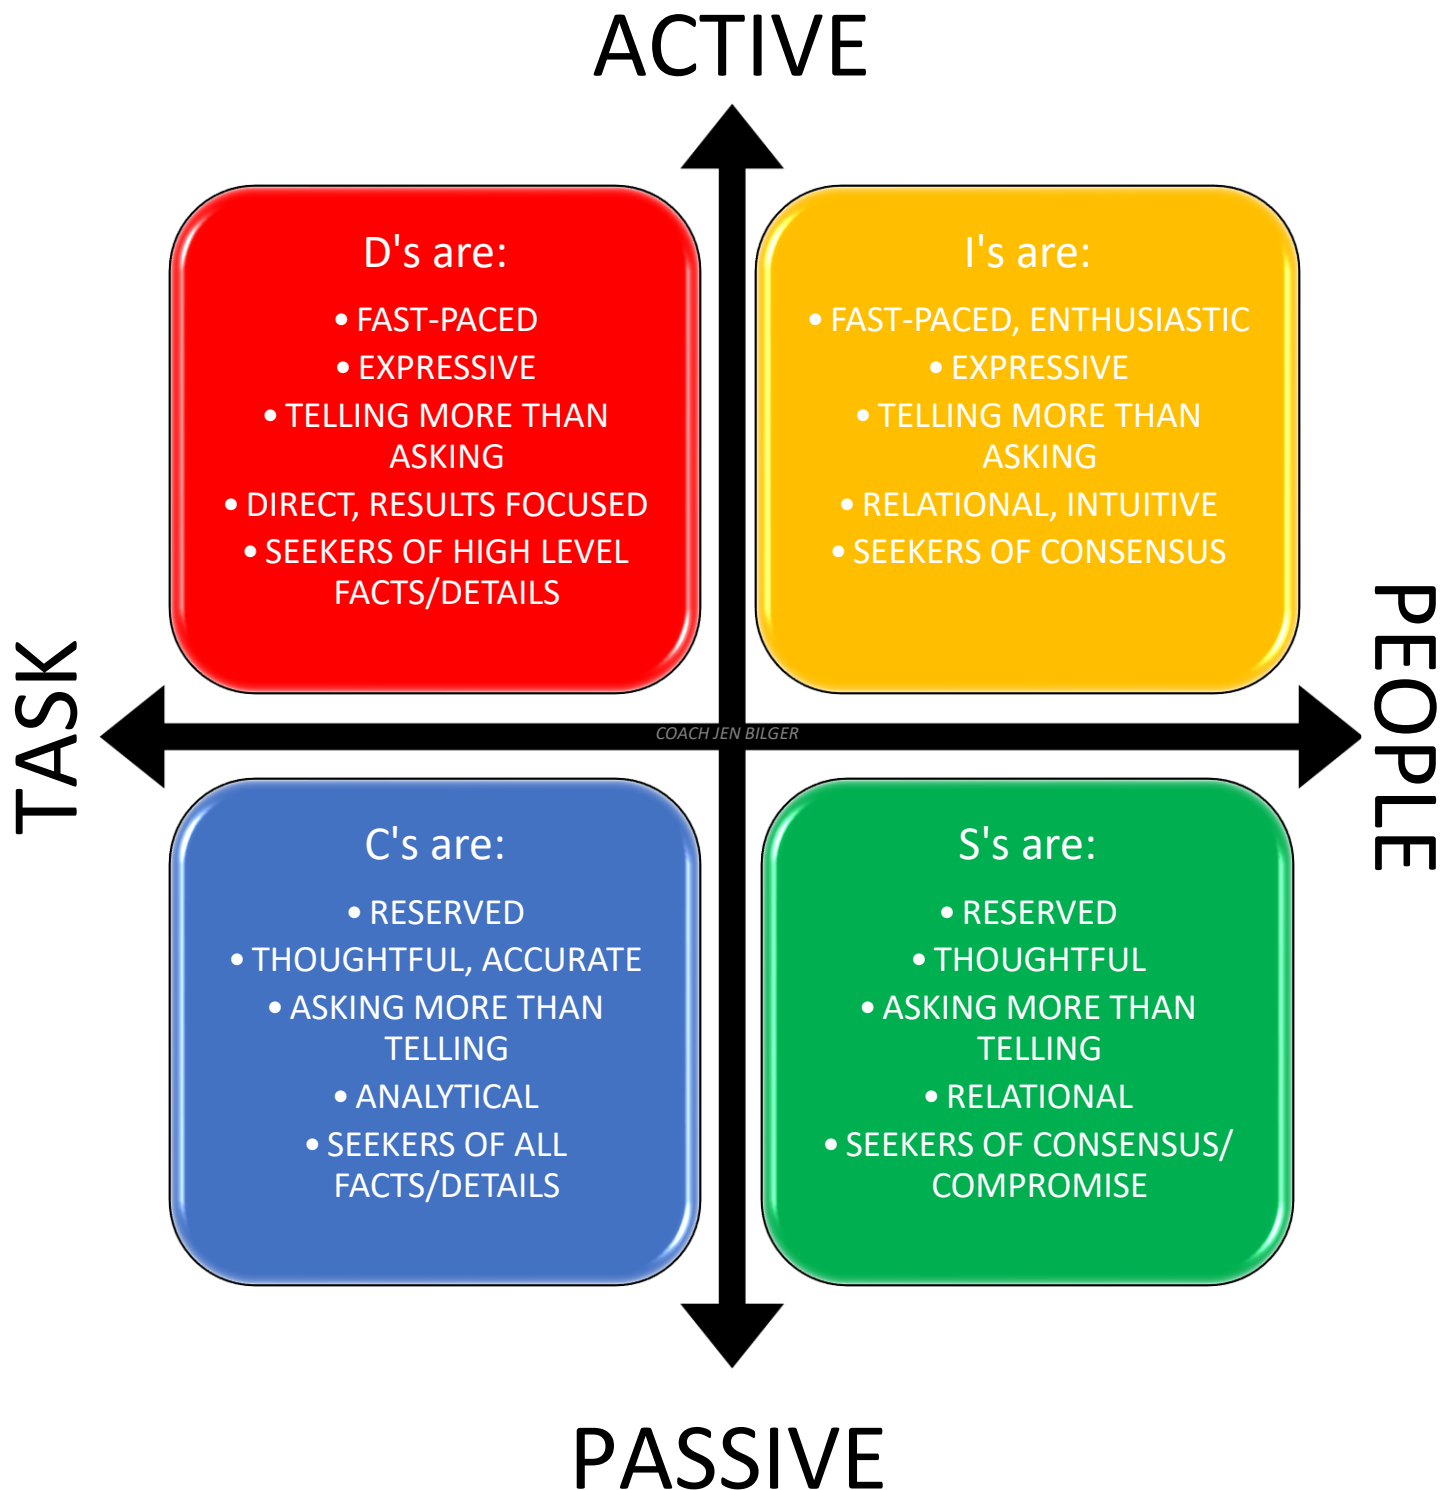 ACTIVE
D's are:
• FAST-PACED
• EXPRESSIVE
• TELLING MORE THAN
ASKING
• DIRECT, RESULTS FOCUSED
• SEEKERS OF HIGH LEVEL
FACTS/DETAILS
I's are:
• FAST-PACED, ENTHUSIASTIC
• EXPRESSIVE
• TELLING MORE THAN
ASKING
• RELATIONAL, INTUITIVE
• SEEKERS OF CONSENSUS
TASK
COACH JEN BILGER
PEOPLE
C's are:
• RESERVED
• THOUGHTFUL, ACCURATE
• ASKING MORE THAN
TELLING
• ANALYTICAL
• SEEKERS OF ALL
FACTS/DETAILS
S's are:
• RESERVED
• THOUGHTFUL
• ASKING MORE THAN
TELLING
• RELATIONAL
• SEEKERS OF CONSENSUS/
COMPROMISE
PASSIVE